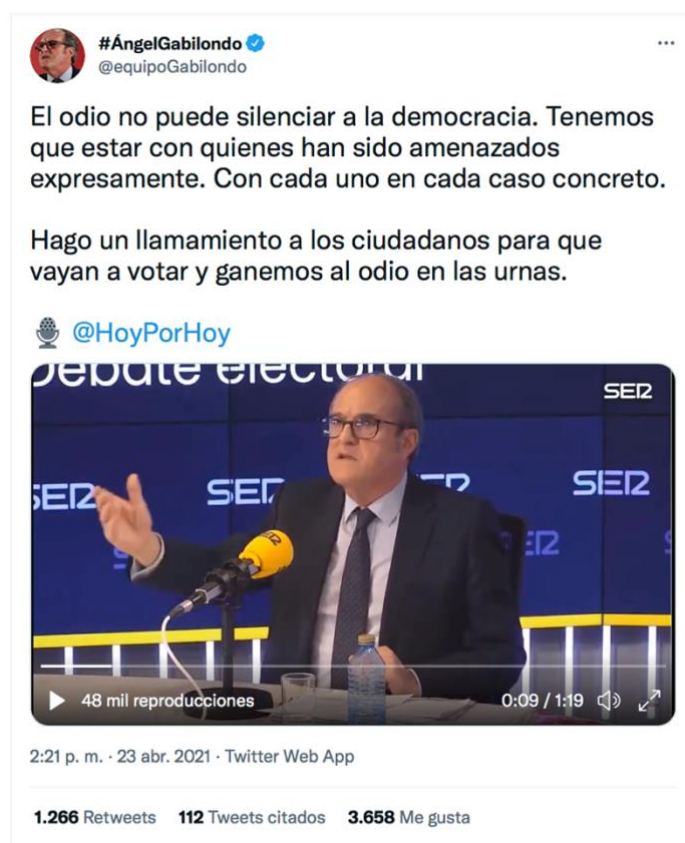 #ÁngelGabilondo
@equipoGabilondo
El odio no puede silenciar a la democracia. Tenemos
que estar con quienes han sido amenazados
expresamente. Con cada uno en cada caso concreto.
Hago un llamamiento a los ciudadanos para que
vayan a votar y ganemos al odio en las urnas.
@HoyPorHoy
Debate electoral
SER
SER
SER
SER
48 mil reproducciones
0:09 / 1:19
2:21 p. m. · 23 abr. 2021 · Twitter Web App
1.266 Retweets 112 Tweets citados 3.658 Me gusta